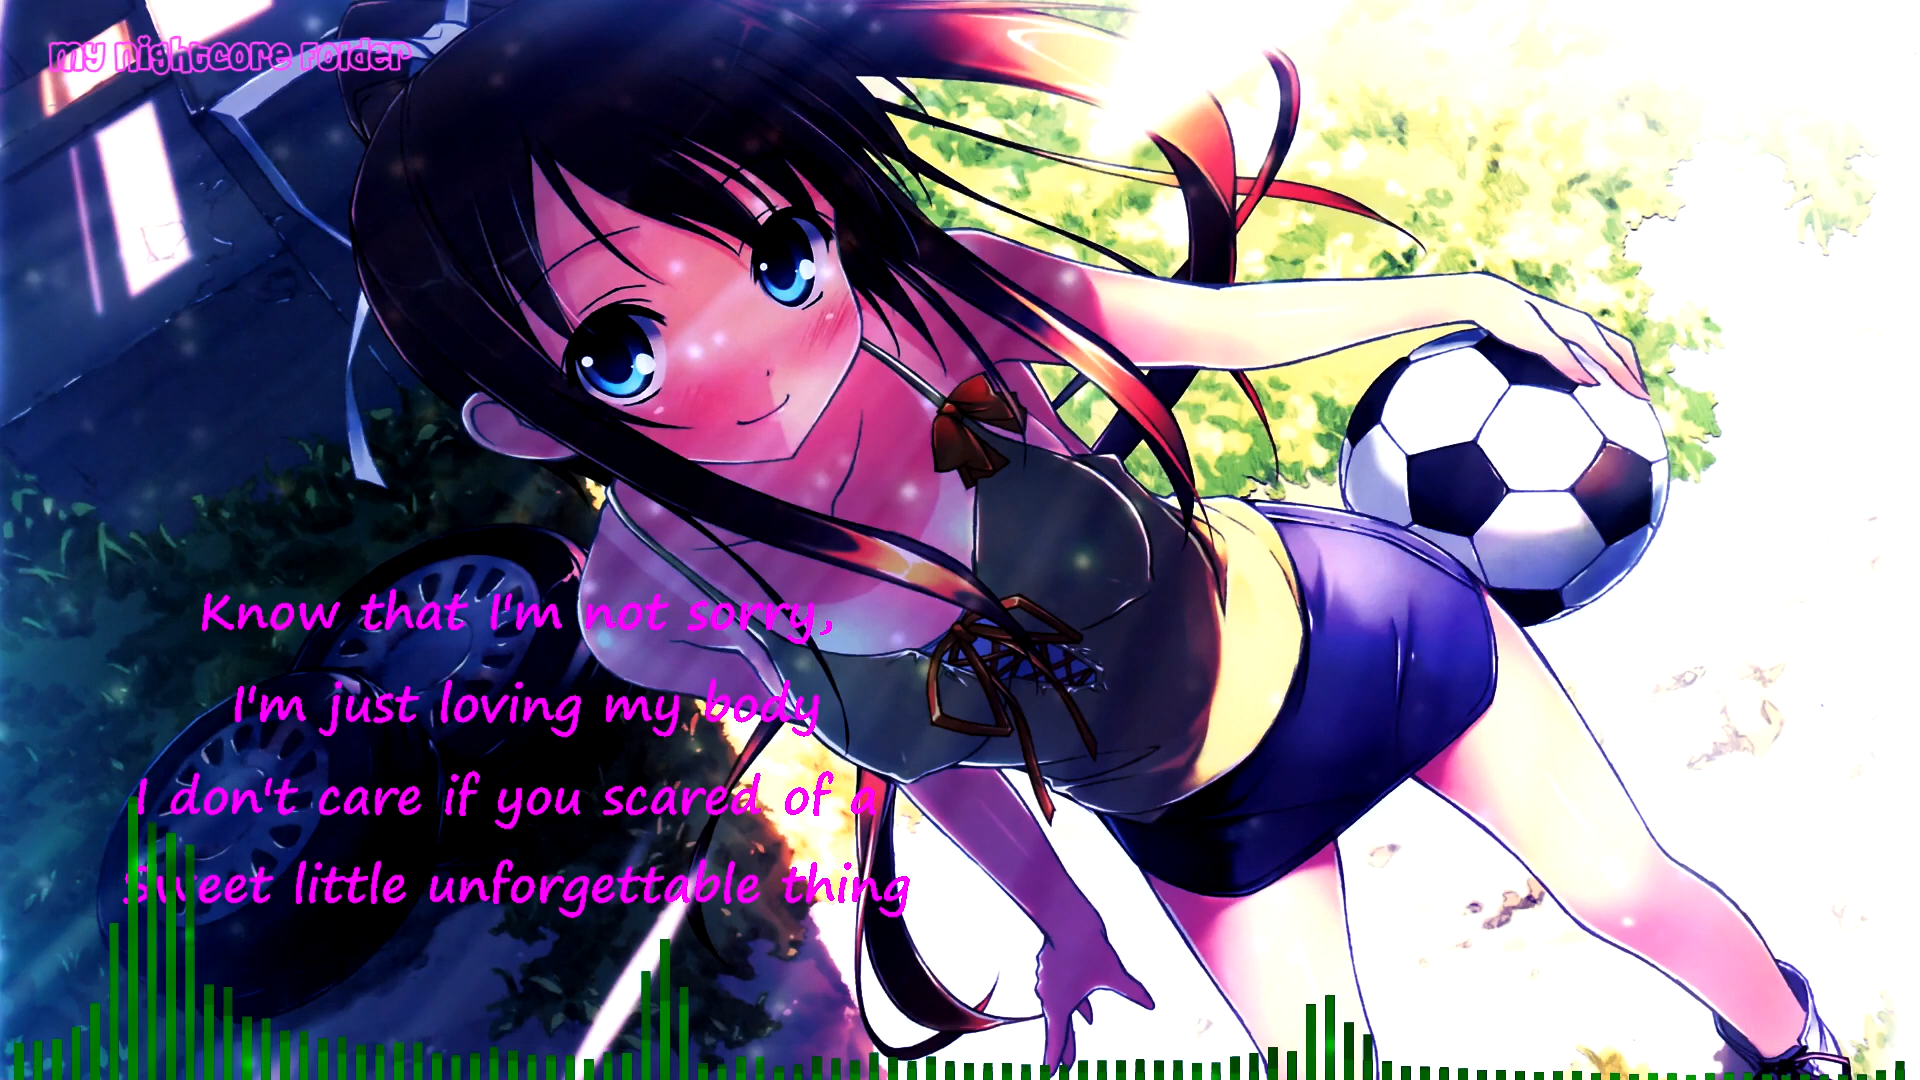 My Nightcore Folder
Know that I'm not sorry,
I'm just loving my body
I don't care if you scared of a
Sweet little unforgettable thing